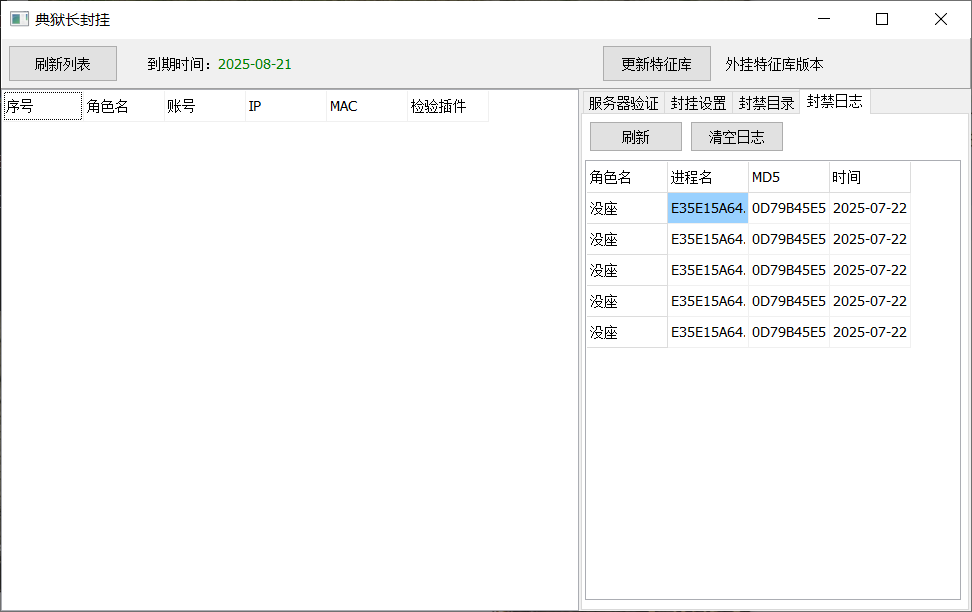 典狱长封挂
刷新列表 到期时间：2025-08-21 更新特征库 外挂特征库版本
序号 角色名 账号 IP MAC 检验插件
服务器验证 封挂设置 封禁目录 封禁日志
刷新 清空日志
角色名 进程名 MD5 时间
没座 E35E15A64. 0D79B45E5 2025-07-22
没座 E35E15A64. 0D79B45E5 2025-07-22
没座 E35E15A64. 0D79B45E5 2025-07-22
没座 E35E15A64. 0D79B45E5 2025-07-22
没座 E35E15A64. 0D79B45E5 2025-07-22